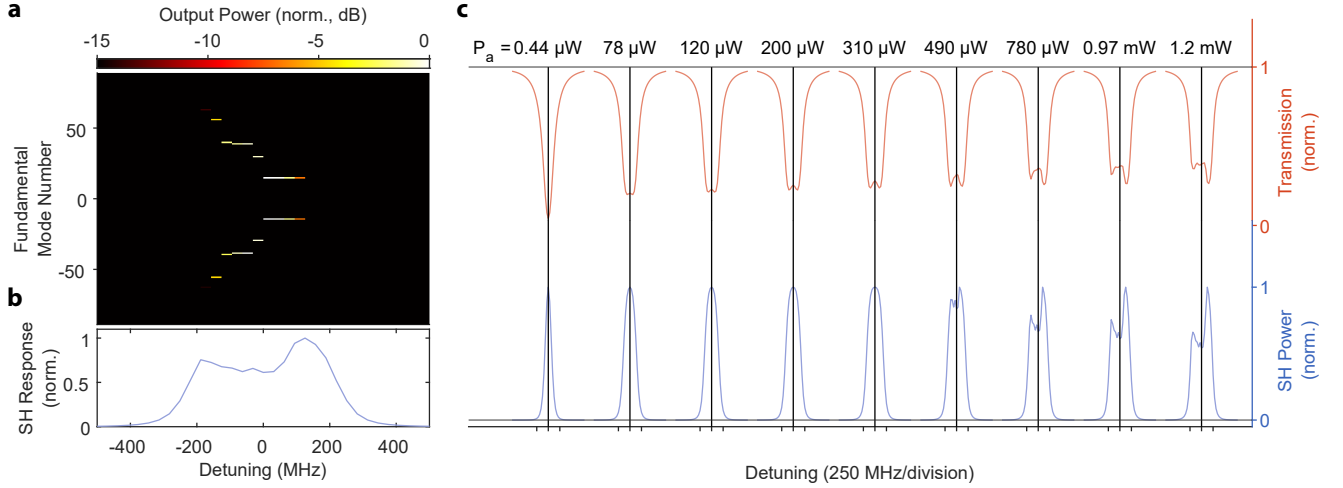 a
Output Power (norm., dB)
-15 -10 -5 0
Fundamental
Mode Number
50
0
-50
b
SH Response
(norm.)
1
0.5
0
-400 -200 0 200 400
Detuning (MHz)
c
Pa = 0.44 µW 78 µW 120 µW 200 µW 310 µW 490 µW 780 µW 0.97 mW 1.2 mW
1
Transmission
(norm.)
0
1
SH Power
(norm.)
0
Detuning (250 MHz/division)